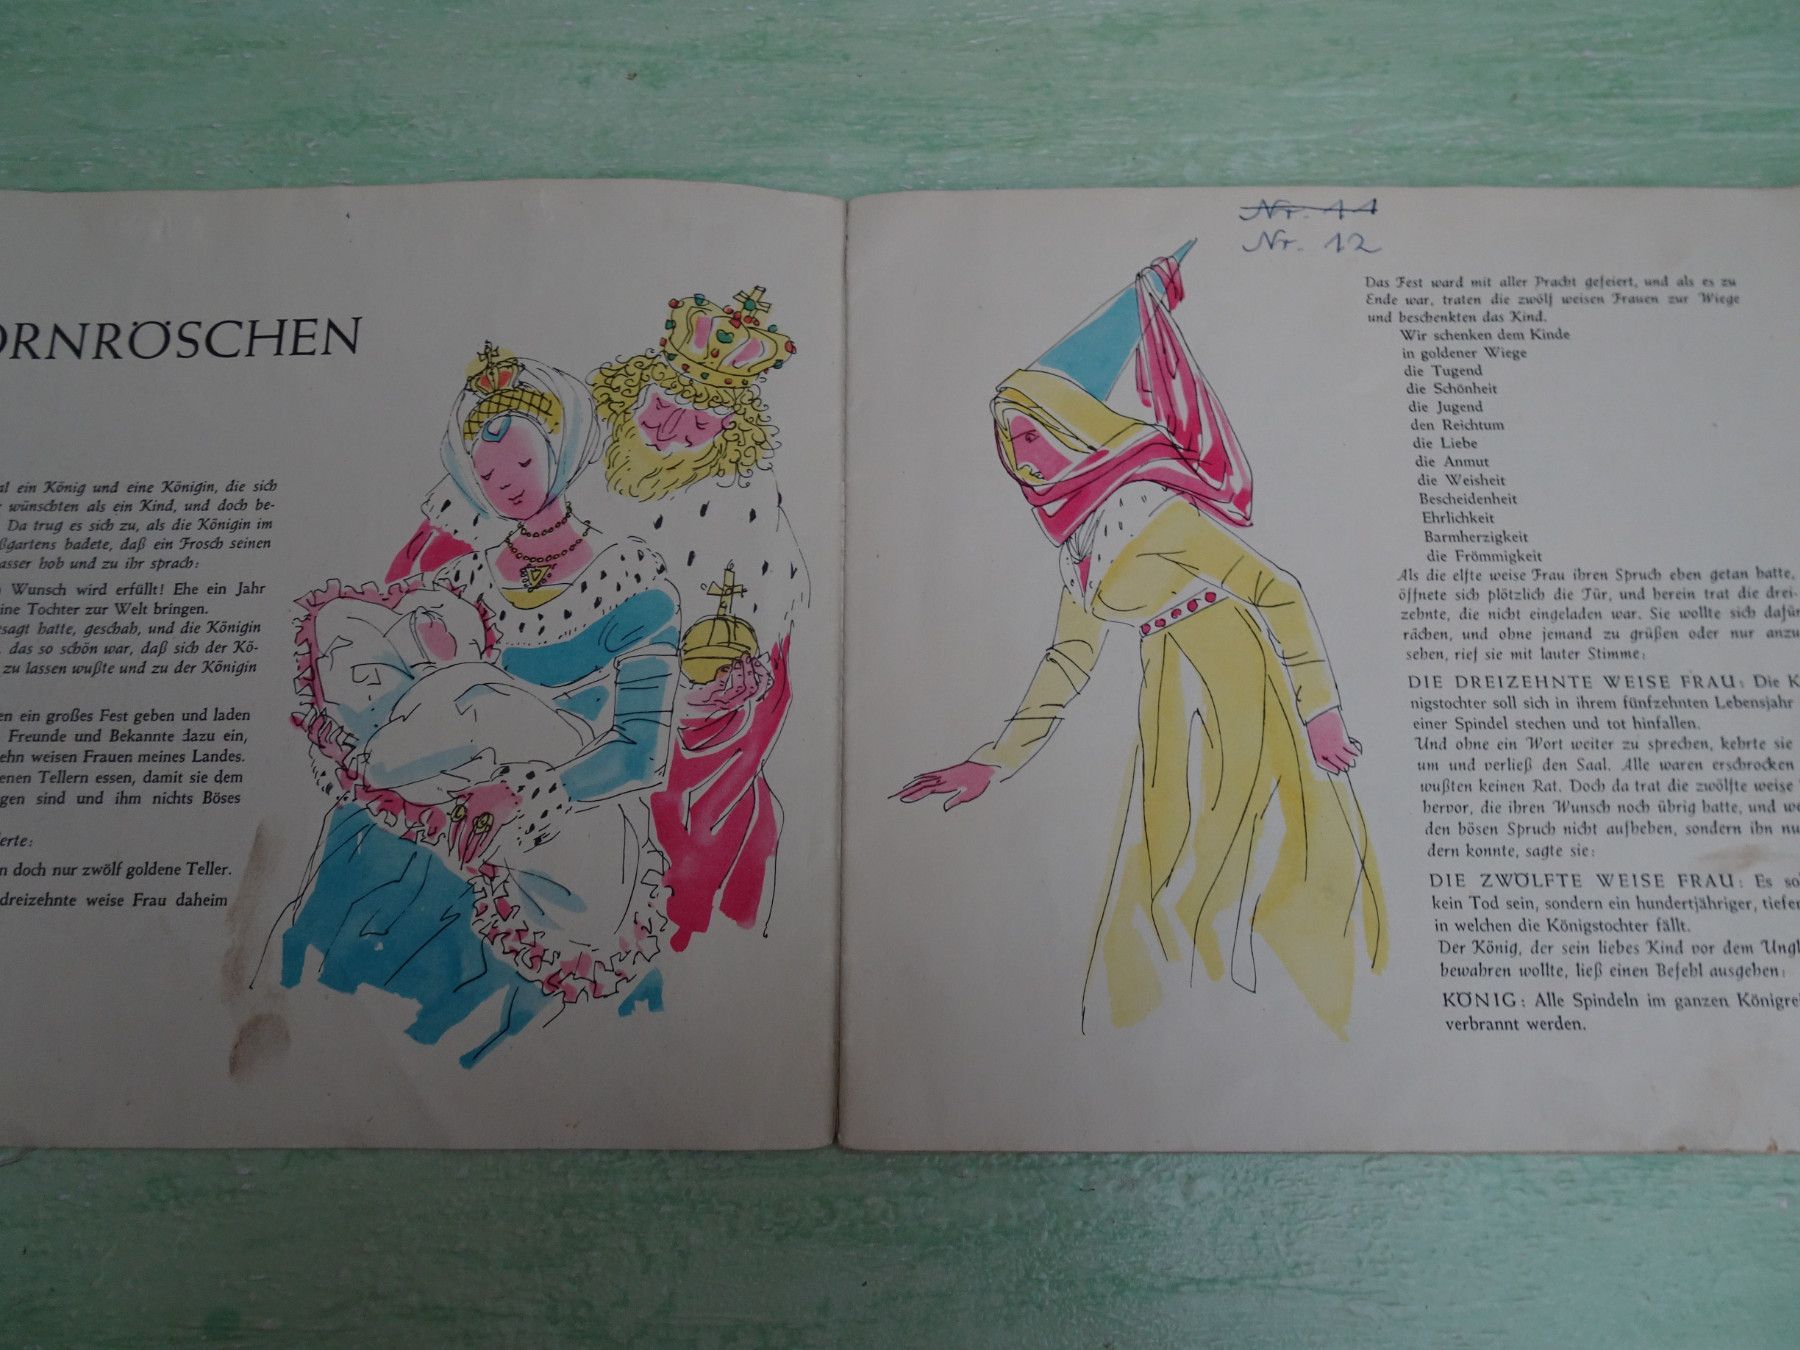 ORNRÖSCHEN
al ein König und eine Königin, die sich
r wünschten als ein Kind, und doch be-
Da trug es sich zu, als die Königin im
ßgartens badete, daß ein Frosch seinen
asser hob und zu ihr sprach:
Wunsch wird erfüllt! Ehe ein Jahr
ine Tochter zur Welt bringen.
esagt hatte, geschah, und die Königin
, das so schön war, daß sich der Kö-
zu lassen wußte und zu der Königin
en ein großes Fest geben und laden
Freunde und Bekannte dazu ein,
ehn weisen Frauen meines Landes.
enen Tellern essen, damit sie dem
gen sind und ihm nichts Böses
erte:
n doch nur zwölf goldene Teller.
dreizehnte weise Frau daheim
Nr. 11
Nr. 12
Das Fest ward mit aller Pracht gefeiert, und als es zu
Ende war, traten die zwölf weisen Frauen zur Wiege
und beschenkten das Kind.
Wir schenken dem Kinde
in goldener Wiege
die Tugend
die Schönheit
die Jugend
den Reichtum
die Liebe
die Anmut
die Weisheit
Bescheidenheit
Ehrlichkeit
Barmherzigkeit
die Frömmigkeit
Als die elfte weise Frau ihren Spruch eben getan hatte,
öffnete sich plötzlich die Tür, und herein trat die drei-
zehnte, die nicht eingeladen war. Sie wollte sich dafür
rächen, und ohne jemand zu grüßen oder nur anzu-
sehen, rief sie mit lauter Stimme:
DIE DREIZEHNTE WEISE FRAU: Die K
nigstochter soll sich in ihrem fünfzehnten Lebensjahr
einer Spindel stechen und tot hinfallen.
Und ohne ein Wort weiter zu sprechen, kehrte sie
um und verließ den Saal. Alle waren erschrocken
wußten keinen Rat. Doch da trat die zwölfte weise
hervor, die ihren Wunsch noch übrig hatte, und we
den bösen Spruch nicht aufheben, sondern ihn nu
dern konnte, sagte sie:
DIE ZWÖLFTE WEISE FRAU: Es so
kein Tod sein, sondern ein hundertjähriger, tiefer
in welchen die Königstochter fällt.
Der König, der sein liebes Kind vor dem Ungl
bewahren wollte, ließ einen Befehl ausgehen:
KÖNIG: Alle Spindeln im ganzen Königrei
verbrannt werden.